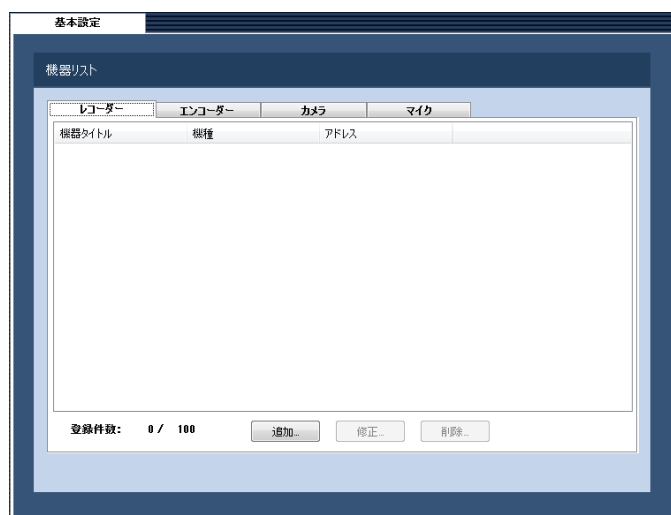 基本設定
機器リスト
レコーダー エンコーダー カメラ マイク
機器タイトル 機種 アドレス
登録件数: 0 / 100 追加... 修正... 削除...